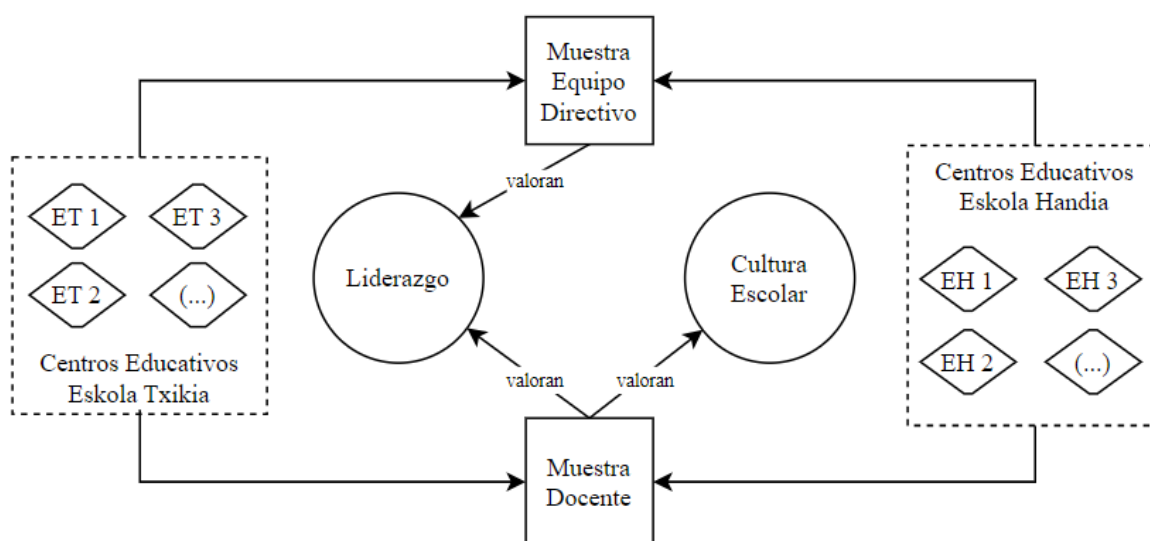 Muestra
Equipo
Directivo
valoran
ET 1
ET 3
ET 2
(...)
Centros Educativos
Eskola Txikia
Liderazgo
Cultura
Escolar
Centros Educativos
Eskola Handia
EH 1
EH 3
EH 2
(...)
valoran
valoran
Muestra
Docente